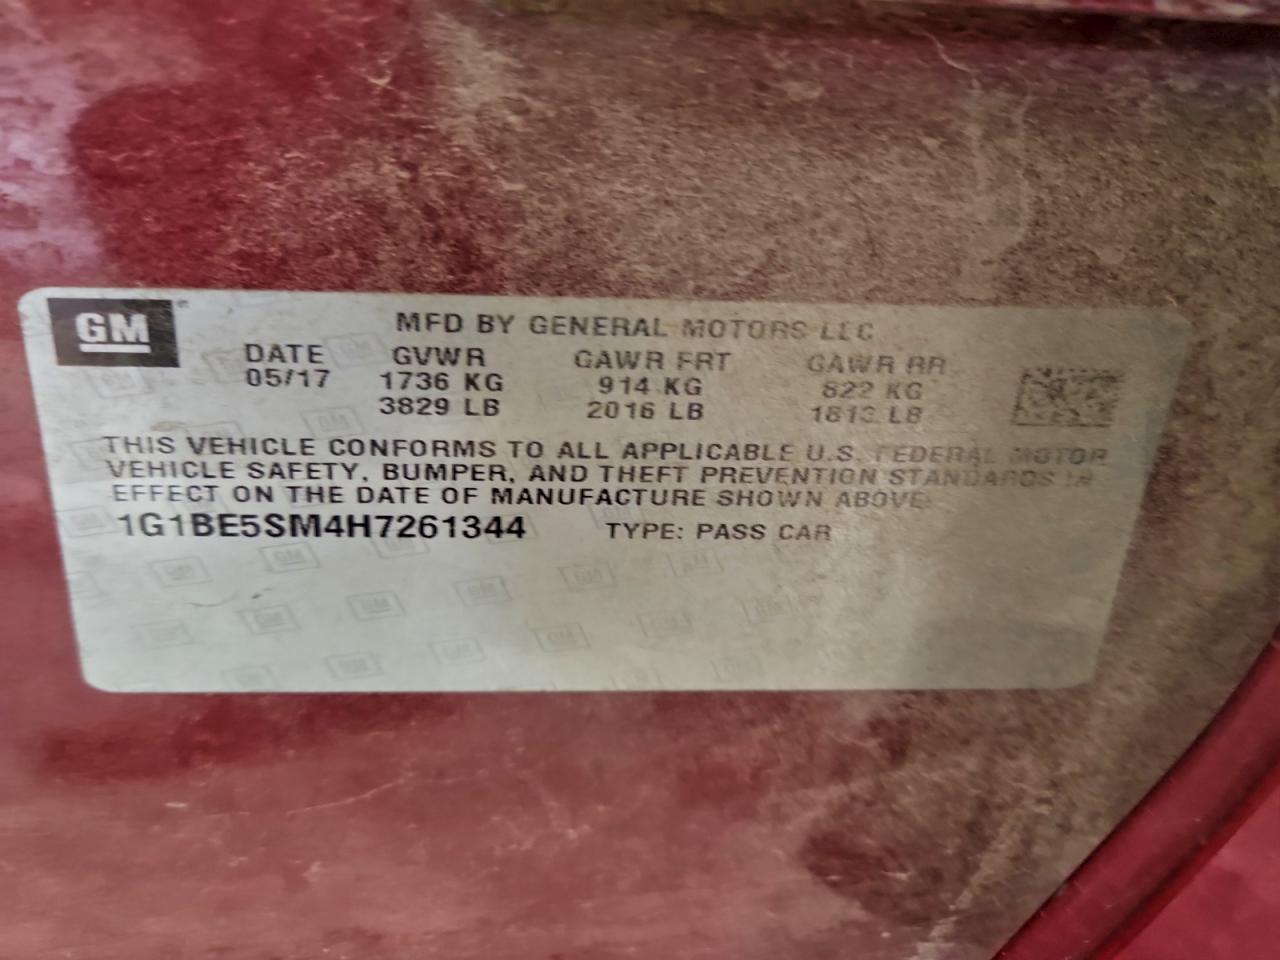 GM
MFD BY GENERAL MOTORS LLC
DATE GVWR GAWR FRT GAWR RR
05/17 1736 KG 914 KG 822 KG
3829 LB 2016 LB 1813 LB
THIS VEHICLE CONFORMS TO ALL APPLICABLE U.S. FEDERAL MOTOR
VEHICLE SAFETY, BUMPER, AND THEFT PREVENTION STANDARDS IN
EFFECT ON THE DATE OF MANUFACTURE SHOWN ABOVE.
1G1BE5SM4H7261344 TYPE: PASS CAR